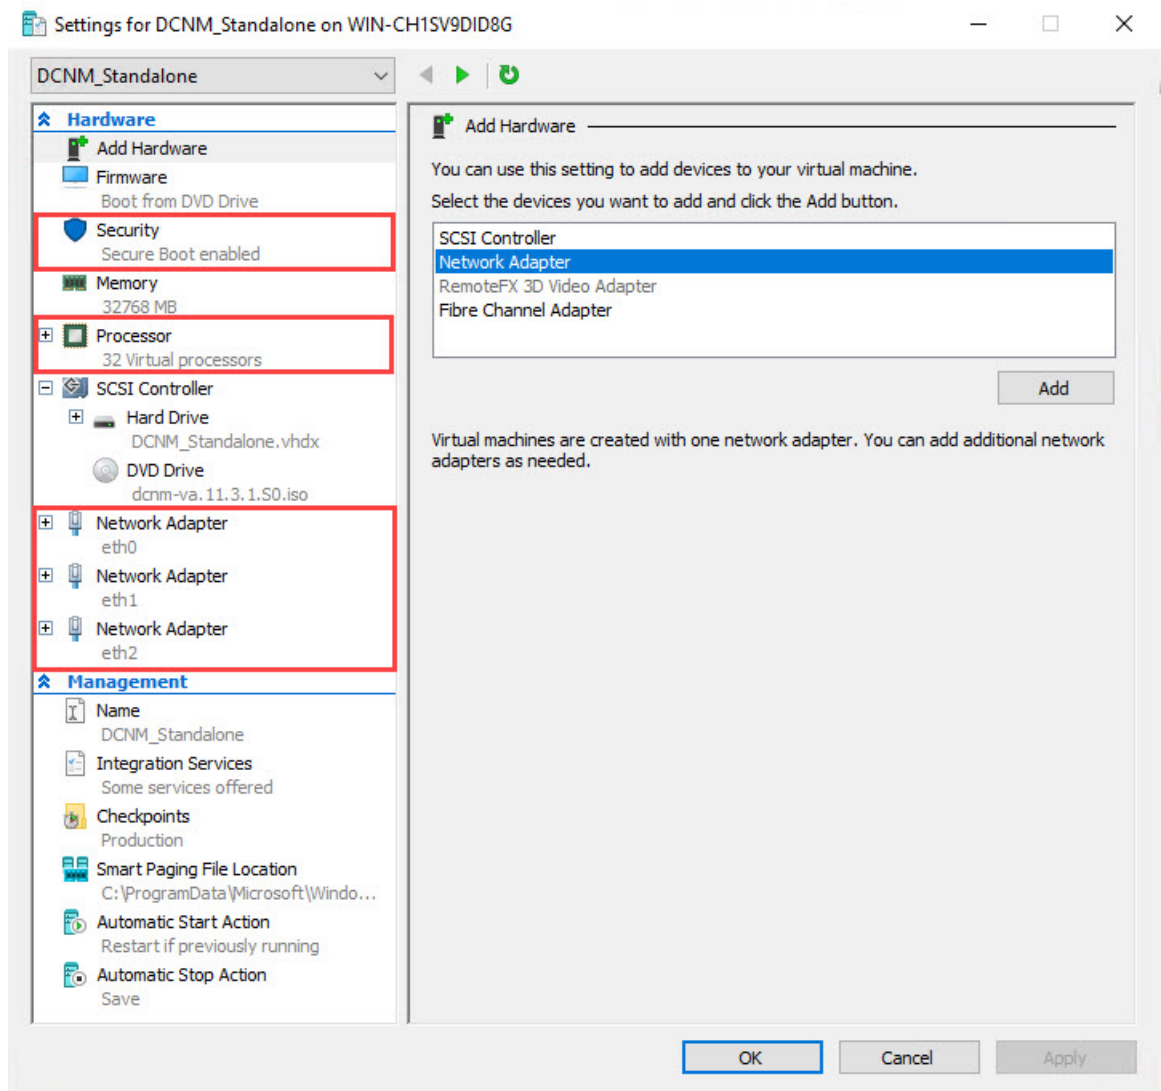 Settings for DCNM_Standalone on WIN-CH1SV9DID8G
DCNM_Standalone
Hardware
Add Hardware
Firmware
Boot from DVD Drive
Security
Secure Boot enabled
Memory
32768 MB
Processor
32 Virtual processors
SCSI Controller
Hard Drive
DCNM_Standalone.vhdx
DVD Drive
dcnm-va.11.3.1.S0.iso
Network Adapter
eth0
Network Adapter
eth1
Network Adapter
eth2
Management
Name
DCNM_Standalone
Integration Services
Some services offered
Checkpoints
Production
Smart Paging File Location
C:\ProgramData\Microsoft\Windo...
Automatic Start Action
Restart if previously running
Automatic Stop Action
Save
Add Hardware
You can use this setting to add devices to your virtual machine.
Select the devices you want to add and click the Add button.
SCSI Controller
Network Adapter
RemoteFX 3D Video Adapter
Fibre Channel Adapter
Add
Virtual machines are created with one network adapter. You can add additional network
adapters as needed.
OK
Cancel
Apply